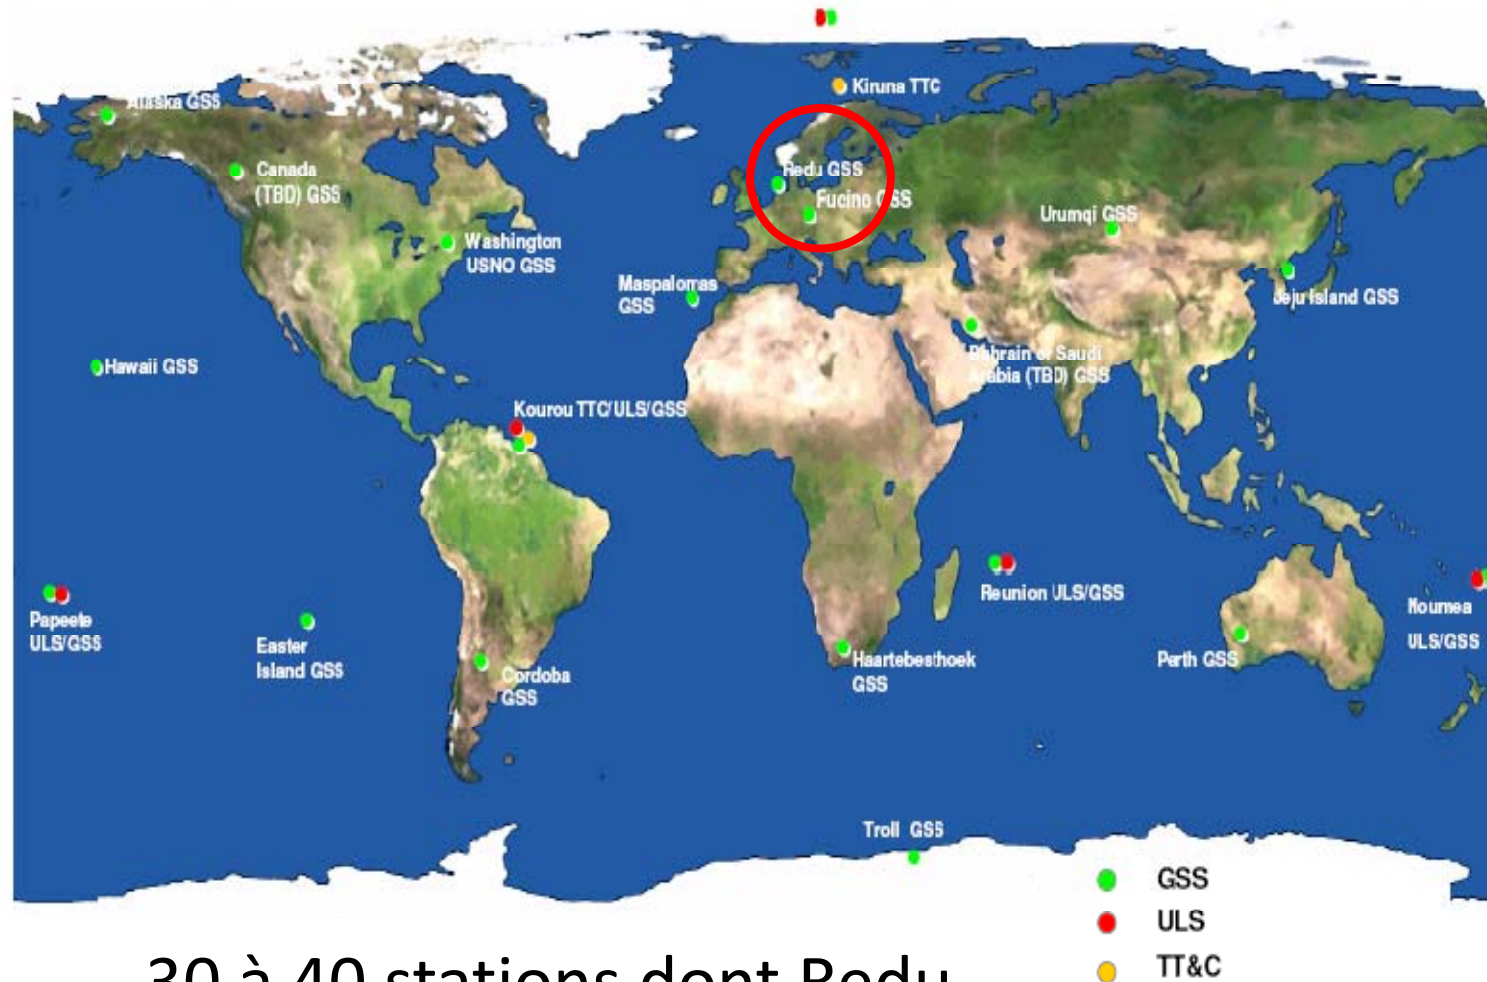 Kiruna TTC
Alaska GSS
Canada
(TBD) GSS
Redu GSS
Fucino GSS
Urumqi GSS
Washington
USNO GSS
Maspalomas
GSS
Jeju Island GSS
Bahrain or Saudi
Arabia (TBD) GSS
Hawaii GSS
Kourou TTC/ULS/GSS
Papeete
ULS/GSS
Easter
Island GSS
Cordoba
GSS
Haartebesthoek
GSS
Reunion ULS/GSS
Perth GSS
Noumea
ULS/GSS
Troll GSS
GSS
ULS
TT&C
30 à 40 stations dont Redu